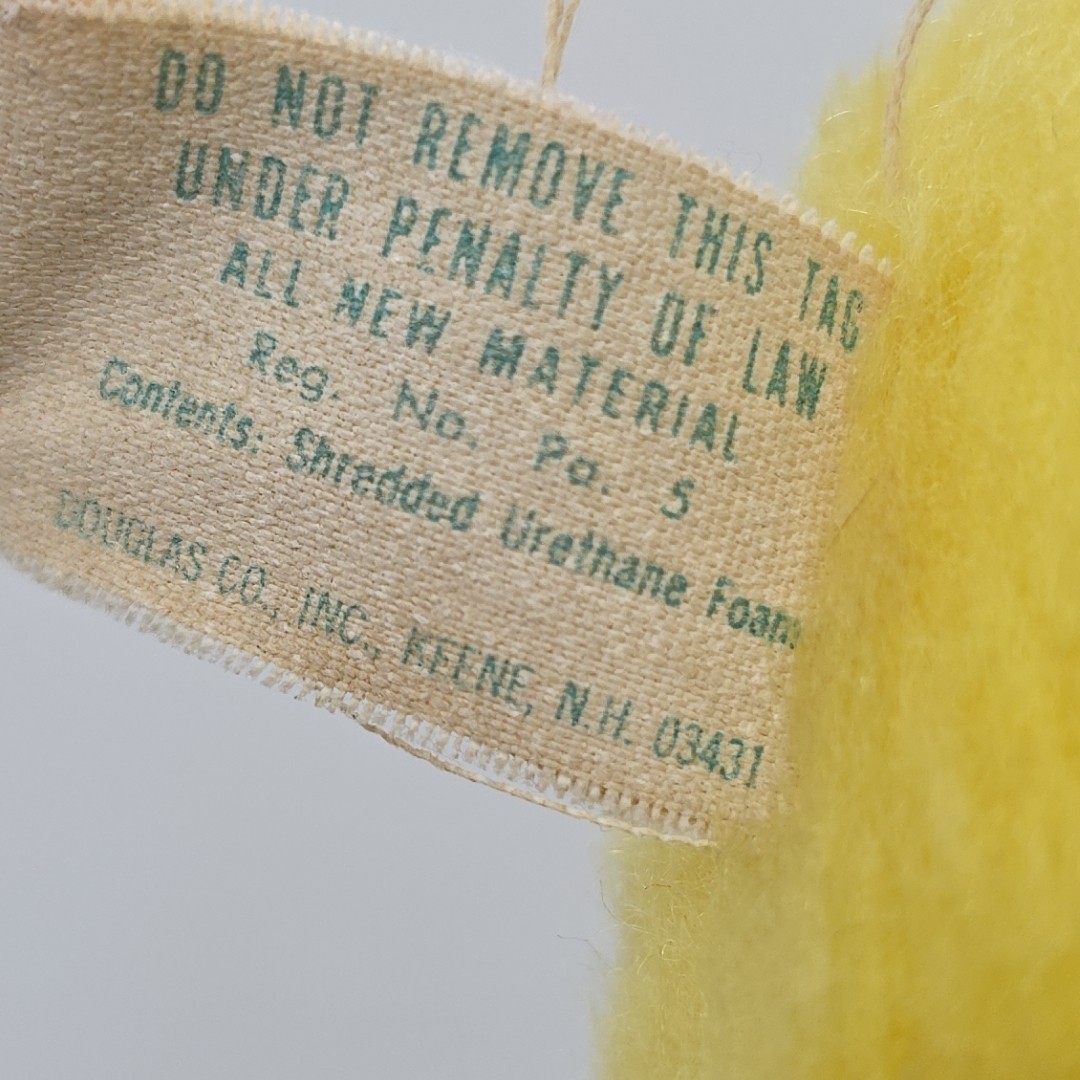 DO NOT REMOVE THIS TAG
UNDER PENALTY OF LAW
ALL NEW MATERIAL
Reg. No. Pa. 5
Contents: Shredded Urethane Foam
DOUGLAS CO., INC., KEENE, N.H. 03431